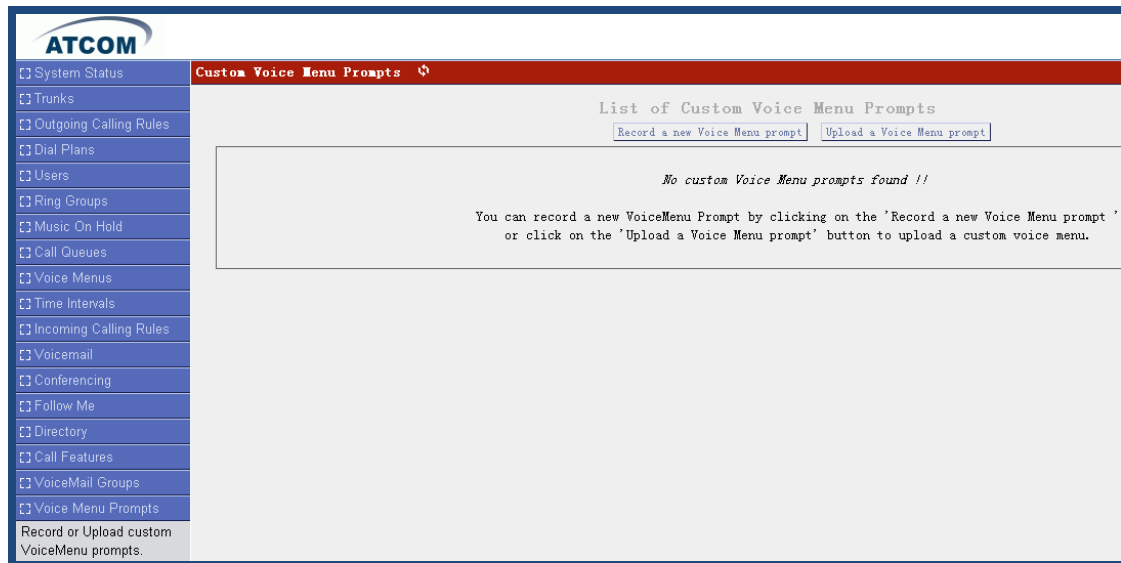 ATCOM
System Status
Trunks
Outgoing Calling Rules
Dial Plans
Users
Ring Groups
Music On Hold
Call Queues
Voice Menus
Time Intervals
Incoming Calling Rules
Voicemail
Conferencing
Follow Me
Directory
Call Features
VoiceMail Groups
Voice Menu Prompts
Record or Upload custom
VoiceMenu prompts.
Custom Voice Menu Prompts
List of Custom Voice Menu Prompts
Record a new Voice Menu prompt Upload a Voice Menu prompt
No custom Voice Menu prompts found !!
You can record a new VoiceMenu Prompt by clicking on the 'Record a new Voice Menu prompt '
or click on the 'Upload a Voice Menu prompt' button to upload a custom voice menu.